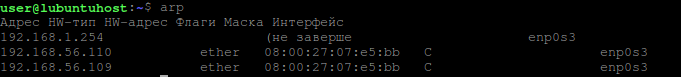 user@lubuntuhost:~$ arp
Адрес HW-тип HW-адрес Флаги Маска Интерфейс
192.168.1.254 (не заверше enp0s3
192.168.56.110 ether 08:00:27:07:e5:bb C enp0s3
192.168.56.109 ether 08:00:27:07:e5:bb C enp0s3